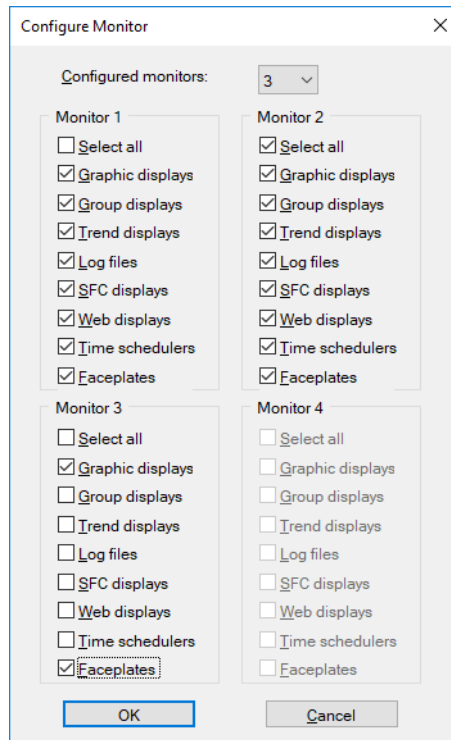 Configure Monitor
Configured monitors:
3
Monitor 1
Select all
Graphic displays
Group displays
Trend displays
Log files
SFC displays
Web displays
Time schedulers
Faceplates
Monitor 2
Select all
Graphic displays
Group displays
Trend displays
Log files
SFC displays
Web displays
Time schedulers
Faceplates
Monitor 3
Select all
Graphic displays
Group displays
Trend displays
Log files
SFC displays
Web displays
Time schedulers
Faceplates
Monitor 4
Select all
Graphic displays
Group displays
Trend displays
Log files
SFC displays
Web displays
Time schedulers
Faceplates
OK
Cancel